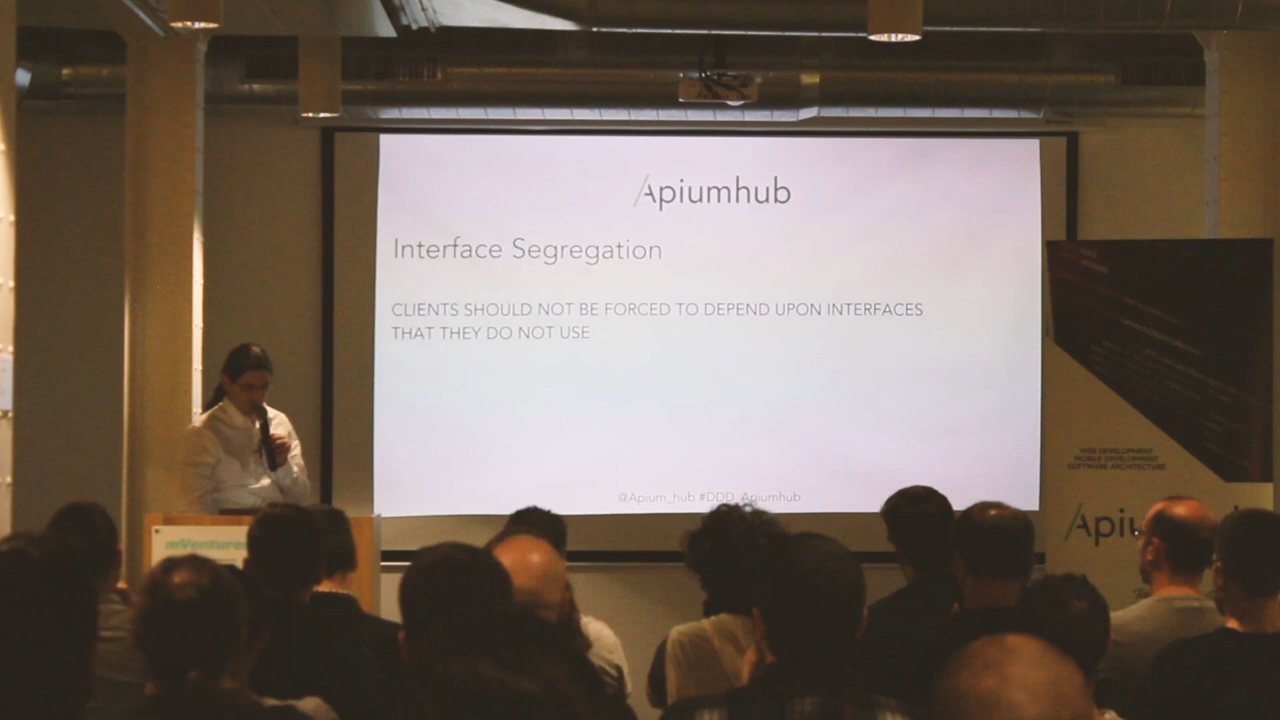 Apiumhub
Interface Segregation
CLIENTS SHOULD NOT BE FORCED TO DEPEND UPON INTERFACES
THAT THEY DO NOT USE
@Apium_hub #DDD_Apiumhub
WEB DEVELOPMENT
MOBILE DEVELOPMENT
SOFTWARE ARCHITECTURE